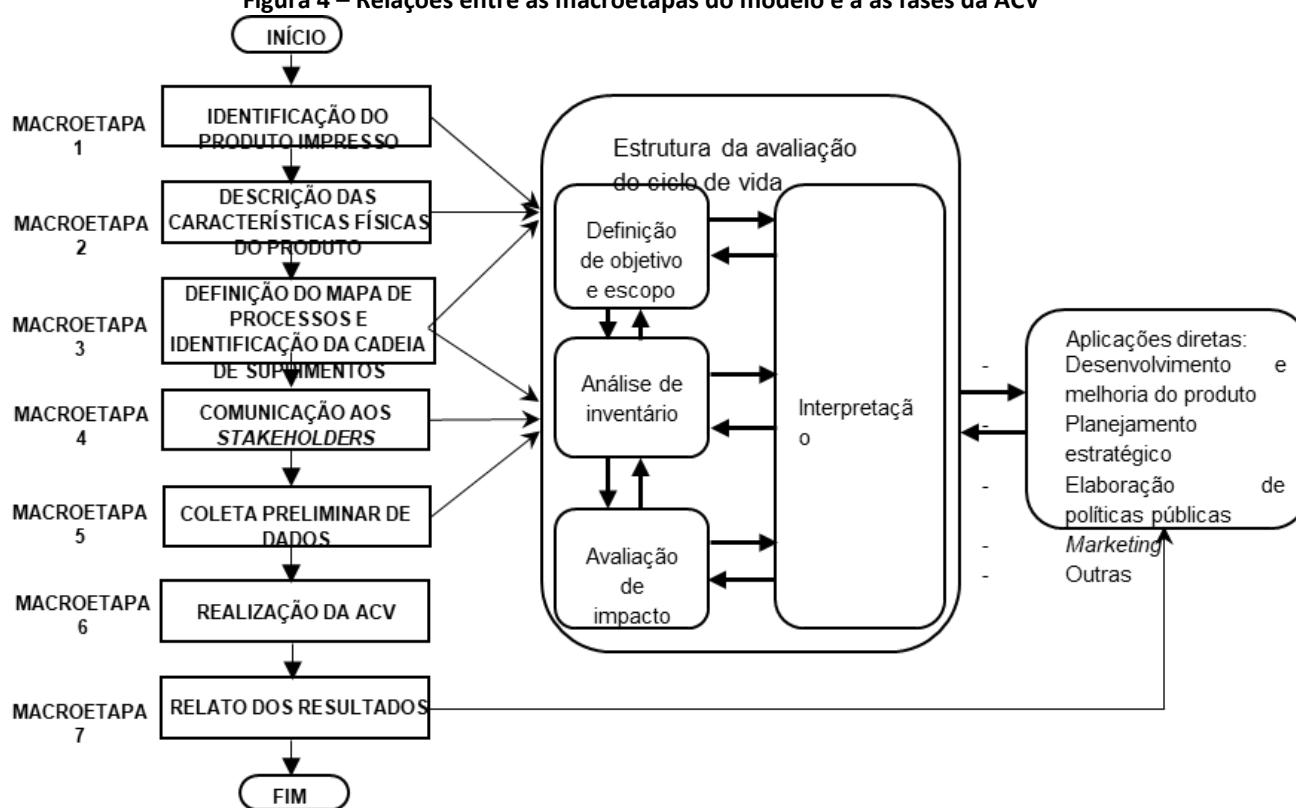 Figura 4 – Relações entre as macroetapas do modelo e a as fases da ACV
INÍCIO
MACROETAPA
1
IDENTIFICAÇÃO DO
PRODUTO IMPRESSO
MACROETAPA
2
DESCRIÇÃO DAS
CARACTERÍSTICAS FÍSICAS
DO PRODUTO
MACROETAPA
3
DEFINIÇÃO DO MAPA DE
PROCESSOS E
IDENTIFICAÇÃO DA CADEIA
DE SUPRIMENTOS
MACROETAPA
4
COMUNICAÇÃO AOS
STAKEHOLDERS
MACROETAPA
5
COLETA PRELIMINAR DE
DADOS
MACROETAPA
6
REALIZAÇÃO DA ACV
MACROETAPA
7
RELATO DOS RESULTADOS
FIM
Estrutura da avaliação
do ciclo de vida
Definição
de objetivo
e escopo
Análise de
inventário
Avaliação
de
impacto
Interpretaçã
o
Aplicações diretas:
- Desenvolvimento e
melhoria do produto
- Planejamento
estratégico
- Elaboração de
políticas públicas
- Marketing
- Outras